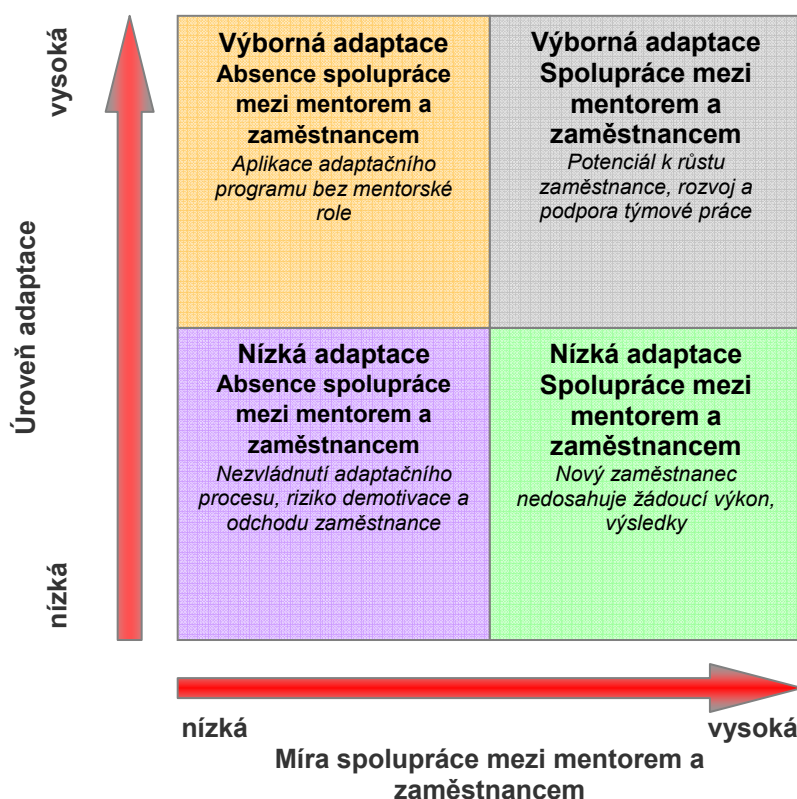 vysoká
Úroveň adaptace
nízká
Výborná adaptace
Absence spolupráce
mezi mentorem a
zaměstnancem
Aplikace adaptačního
programu bez mentorské
role
Výborná adaptace
Spolupráce mezi
mentorem a
zaměstnancem
Potenciál k růstu
zaměstnance, rozvoj a
podpora týmové práce
Nízká adaptace
Absence spolupráce
mezi mentorem a
zaměstnancem
Nezvládnutí adaptačního
procesu, riziko demotivace a
odchodu zaměstnance
Nízká adaptace
Spolupráce mezi
mentorem a
zaměstnancem
Nový zaměstnanec
nedosahuje žádoucí výkon,
výsledky
nízká
vysoká
Míra spolupráce mezi mentorem a
zaměstnancem